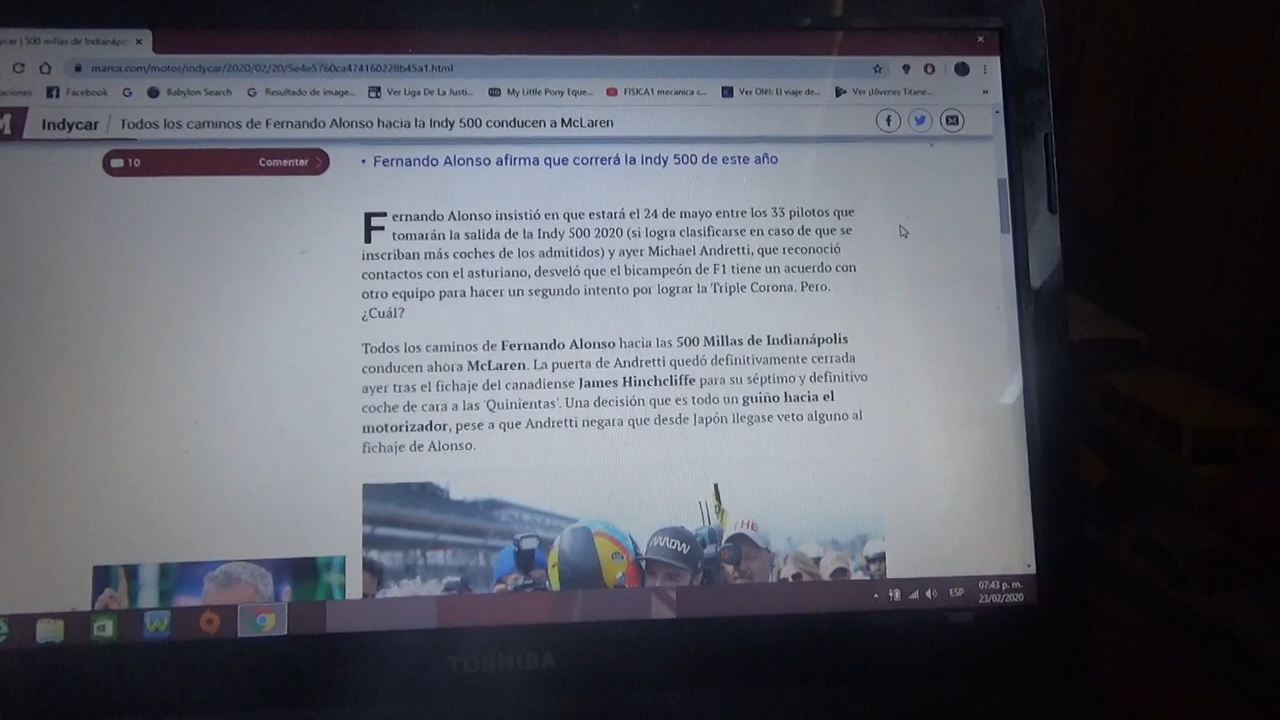 500 millas de Indianápo
marca.com/motor/indycar/2020/02/20/5e4e5760ca474160228b45a1.html
Facebook
G
Babylon Search
G Resultado de image...
Ver Liga De La Justi...
My Little Pony Eque...
FISICA1 mecanica c...
Ver Olé!: El viaje de...
Ver ¡Jóvenes Titane...
»
M Indycar / Todos los caminos de Fernando Alonso hacia la Indy 500 conducen a McLaren
10 Comentar
• Fernando Alonso afirma que correrá la Indy 500 de este año
Fernando Alonso insistió en que estará el 24 de mayo entre los 33 pilotos que
tomarán la salida de la Indy 500 2020 (si logra clasificarse en caso de que se
inscriban más coches de los admitidos) y ayer Michael Andretti, que reconoció
contactos con el asturiano, desveló que el bicampeón de F1 tiene un acuerdo con
otro equipo para hacer un segundo intento por lograr la Triple Corona. Pero.
¿Cuál?
Todos los caminos de Fernando Alonso hacia las 500 Millas de Indianápolis
conducen ahora McLaren. La puerta de Andretti quedó definitivamente cerrada
ayer tras el fichaje del canadiense James Hinchcliffe para su séptimo y definitivo
coche de cara a las 'Quinientas'. Una decisión que es todo un guiño hacia el
motorizador, pese a que Andretti negara que desde Japón llegase veto alguno al
fichaje de Alonso.
ARROW
THE
ESP
07:43 p. m.
23/02/2020
TOSHIBA